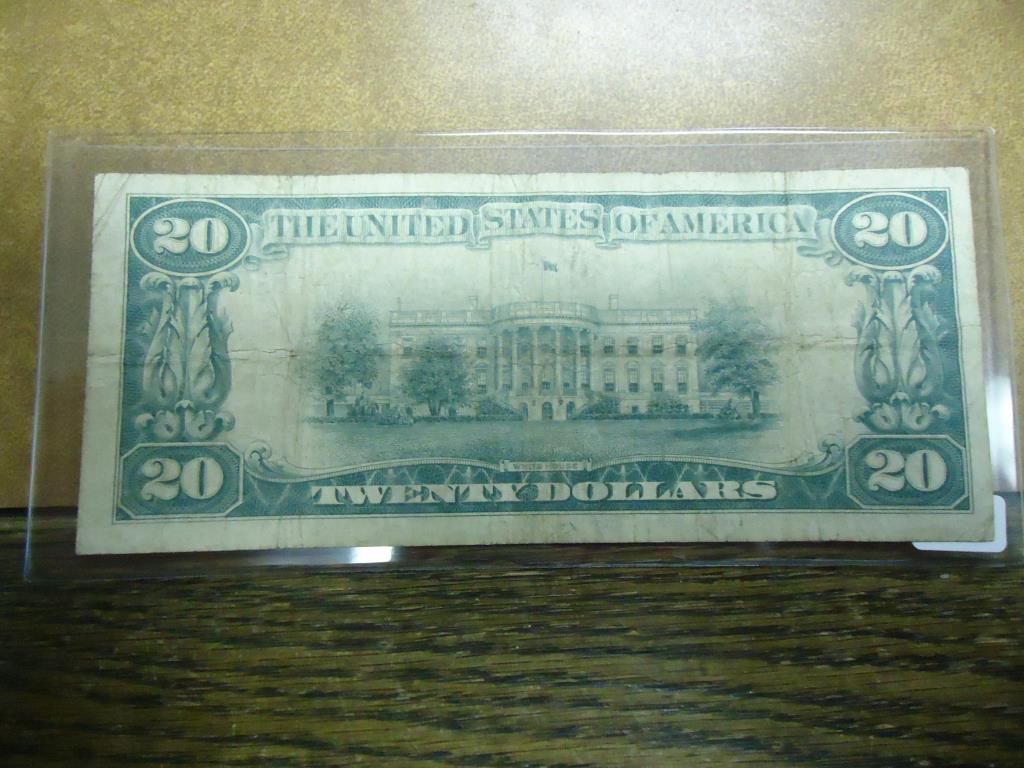 20 THE UNITED STATES OF AMERICA 20
WHITE HOUSE
20 TWENTY DOLLARS 20